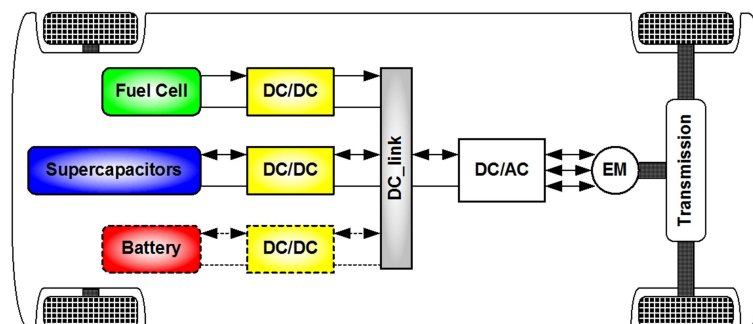 Fuel Cell
DC/DC
Supercapacitors
DC/DC
Battery
DC/DC
DC_link
DC/AC
EM
Transmission